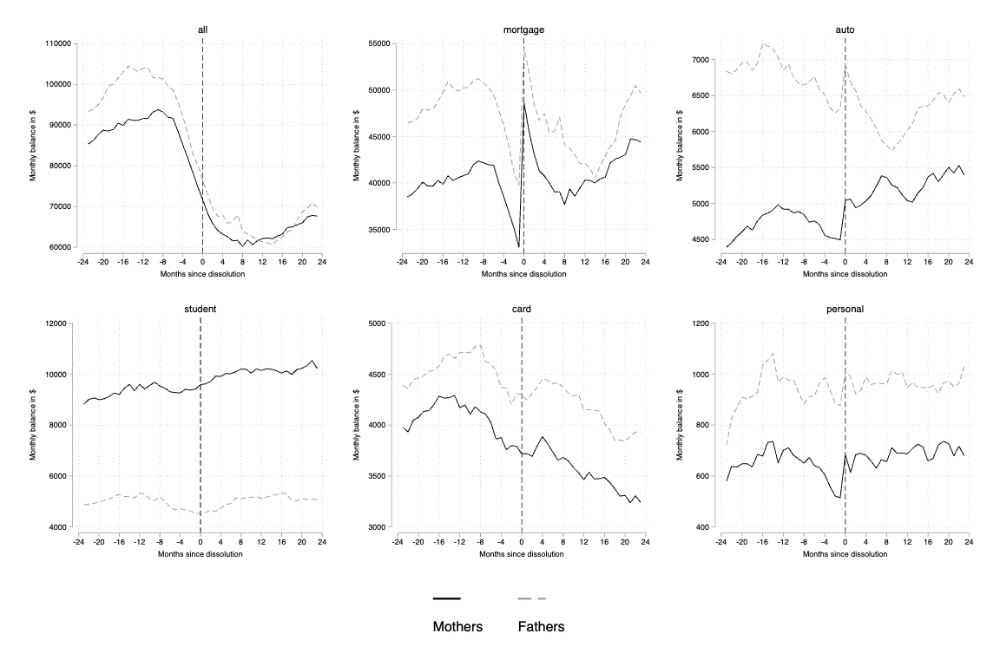 all
Monthly balance in $
110000
100000
90000
80000
70000
60000
-24 -20 -16 -12 -8 -4 0 4 8 12 16 20 24
Months since dissolution
mortgage
Monthly balance in $
55000
50000
45000
40000
35000
-24 -20 -16 -12 -8 -4 0 4 8 12 16 20 24
Months since dissolution
auto
Monthly balance in $
7000
6500
6000
5500
5000
4500
-24 -20 -16 -12 -8 -4 0 4 8 12 16 20 24
Months since dissolution
student
Monthly balance in $
12000
10000
8000
6000
4000
-24 -20 -16 -12 -8 -4 0 4 8 12 16 20 24
Months since dissolution
card
Monthly balance in $
5000
4500
4000
3500
3000
-24 -20 -16 -12 -8 -4 0 4 8 12 16 20 24
Months since dissolution
personal
Monthly balance in $
1200
1000
800
600
400
-24 -20 -16 -12 -8 -4 0 4 8 12 16 20 24
Months since dissolution
Mothers Fathers